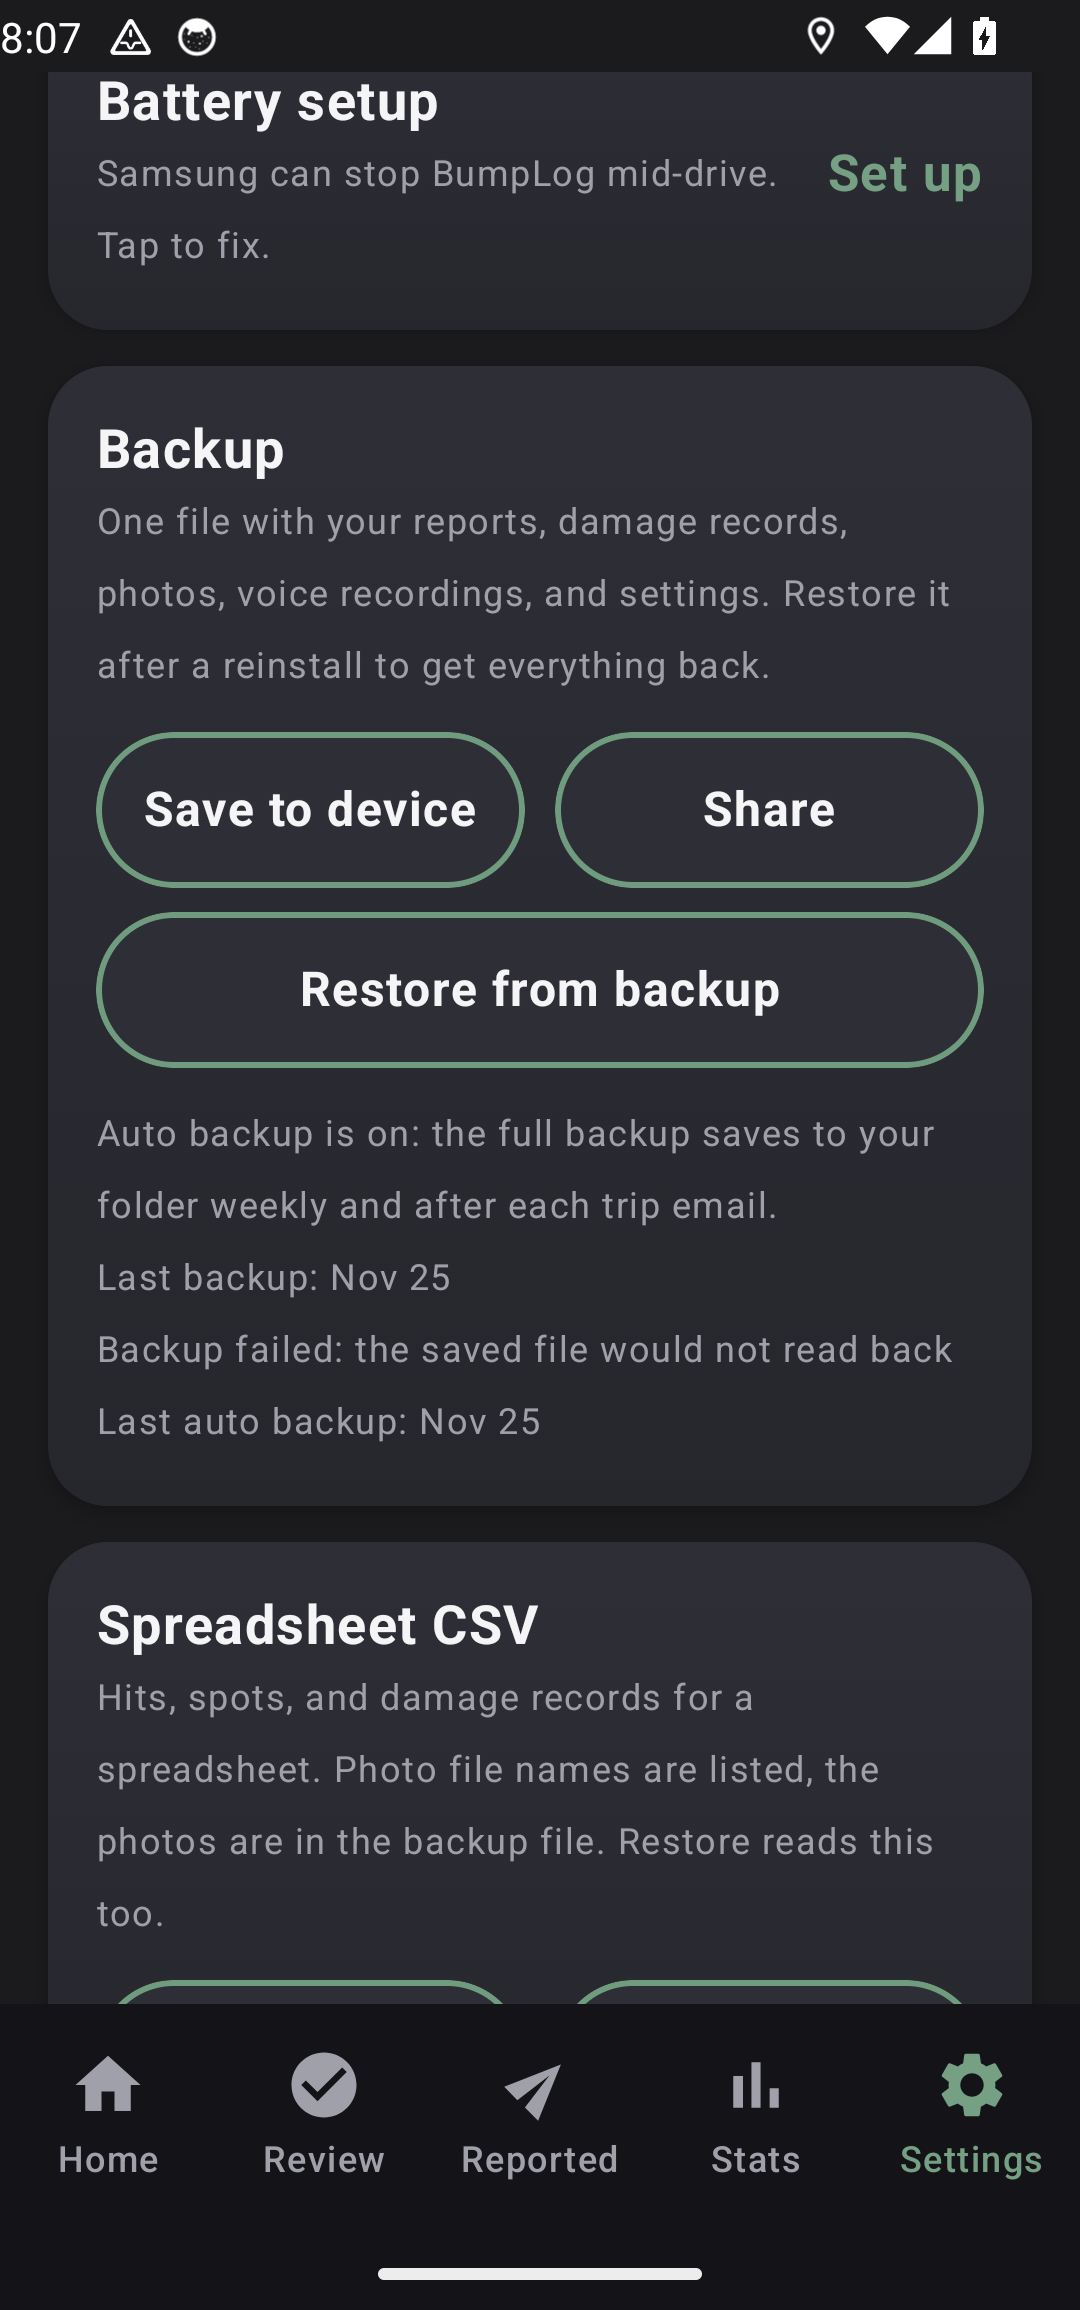 8:07
Battery setup
Samsung can stop BumpLog mid-drive.
Tap to fix.
Set up
Backup
One file with your reports, damage records,
photos, voice recordings, and settings. Restore it
after a reinstall to get everything back.
Save to device
Share
Restore from backup
Auto backup is on: the full backup saves to your
folder weekly and after each trip email.
Last backup: Nov 25
Backup failed: the saved file would not read back
Last auto backup: Nov 25
Spreadsheet CSV
Hits, spots, and damage records for a
spreadsheet. Photo file names are listed, the
photos are in the backup file. Restore reads this
too.
Home
Review
Reported
Stats
Settings